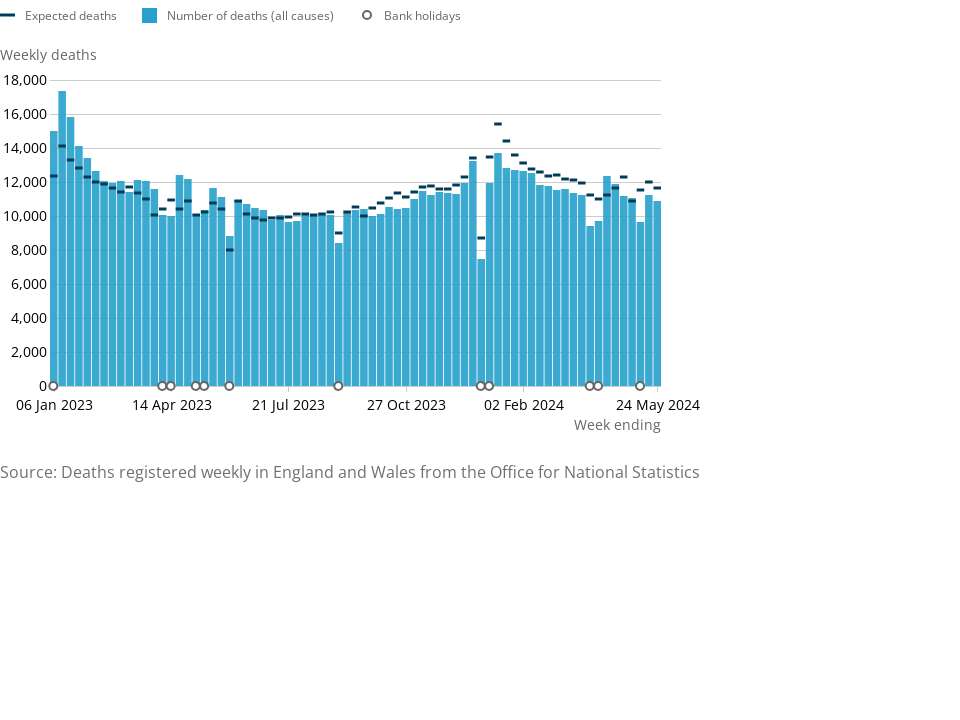 Expected deaths Number of deaths (all causes) Bank holidays
Weekly deaths
18,000
16,000
14,000
12,000
10,000
8,000
6,000
4,000
2,000
0
06 Jan 2023 14 Apr 2023 21 Jul 2023 27 Oct 2023 02 Feb 2024 24 May 2024
Week ending
Source: Deaths registered weekly in England and Wales from the Office for National Statistics